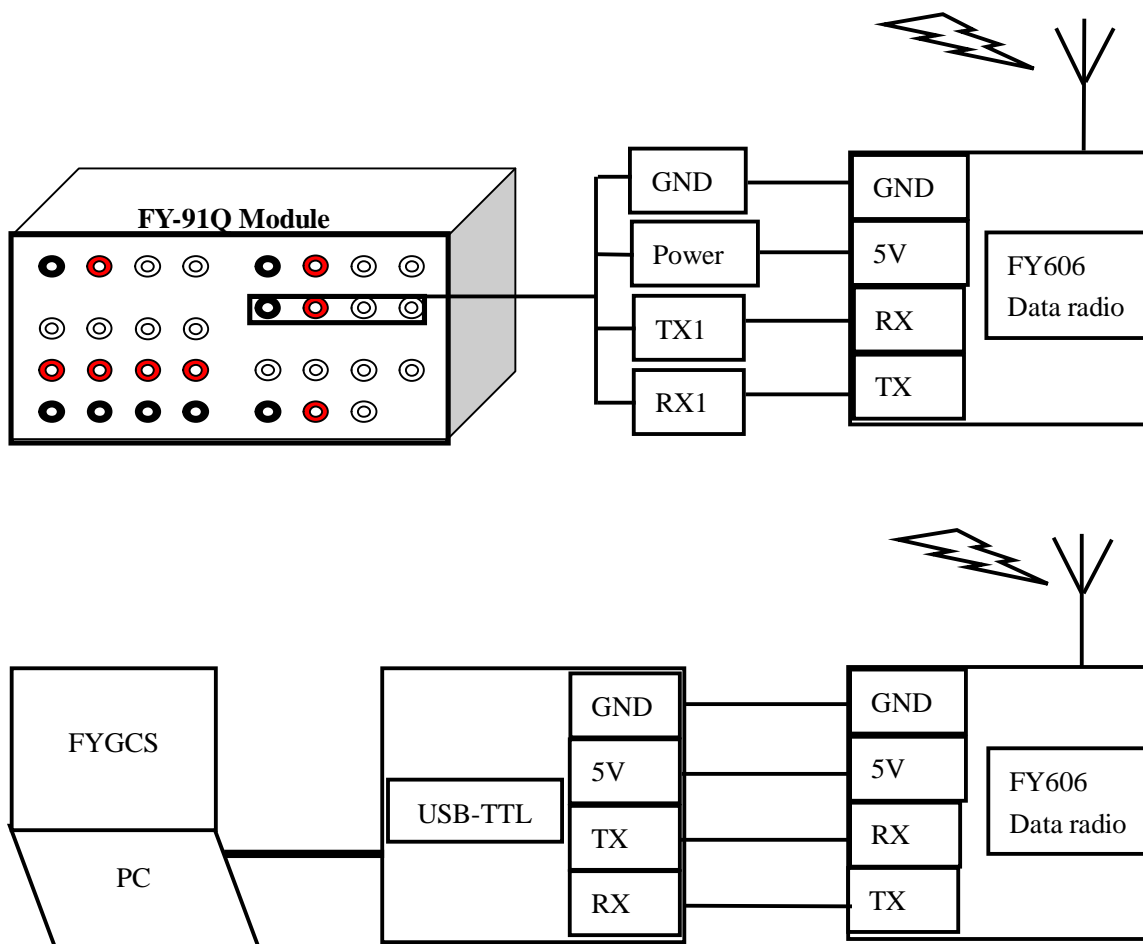 FY-91Q Module
GND
Power
TX1
RX1
GND
5V
RX
TX
FY606
Data radio
FYGCS
PC
USB-TTL
GND
5V
TX
RX
GND
5V
RX
TX
FY606
Data radio